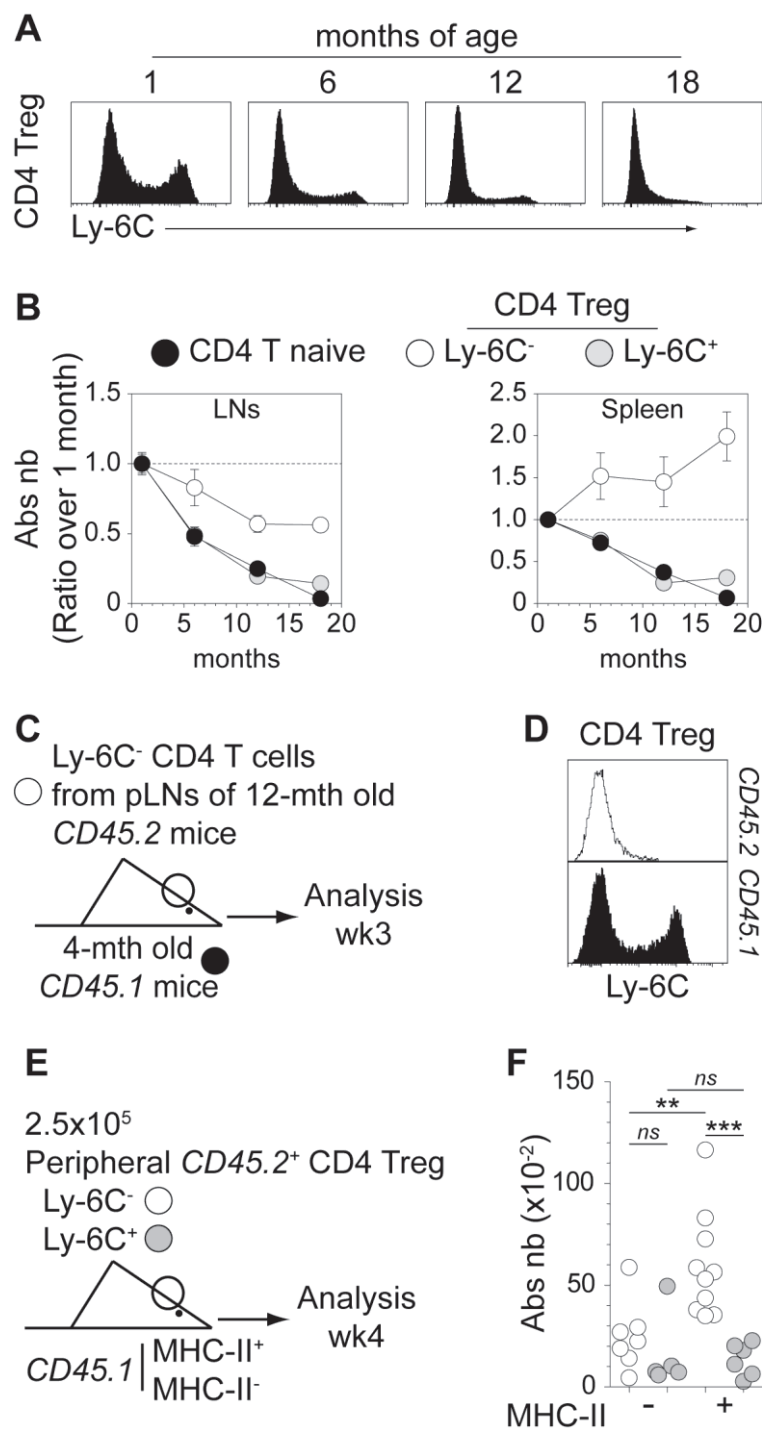 A
months of age
1 6 12 18
CD4 Treg
Ly-6C
B
CD4 Treg
CD4 T naive Ly-6C⁻ Ly-6C⁺
Abs nb
(Ratio over 1 month)
LNs
1.5
1.0
0.5
0
0 5 10 15 20
months
Spleen
2.5
2.0
1.5
1.0
0.5
0
0 5 10 15 20
months
C
Ly-6C⁻ CD4 T cells
from pLNs of 12-mth old
CD45.2 mice
Analysis
wk3
4-mth old
CD45.1 mice
D
CD4 Treg
CD45.2
CD45.1
Ly-6C
E
2.5x10⁵
Peripheral CD45.2⁺ CD4 Treg
Ly-6C⁻
Ly-6C⁺
Analysis
wk4
CD45.1
MHC-II⁺
MHC-II⁻
F
Abs nb (x10⁻²)
150
100
50
0
ns
**
ns
***
MHC-II - +